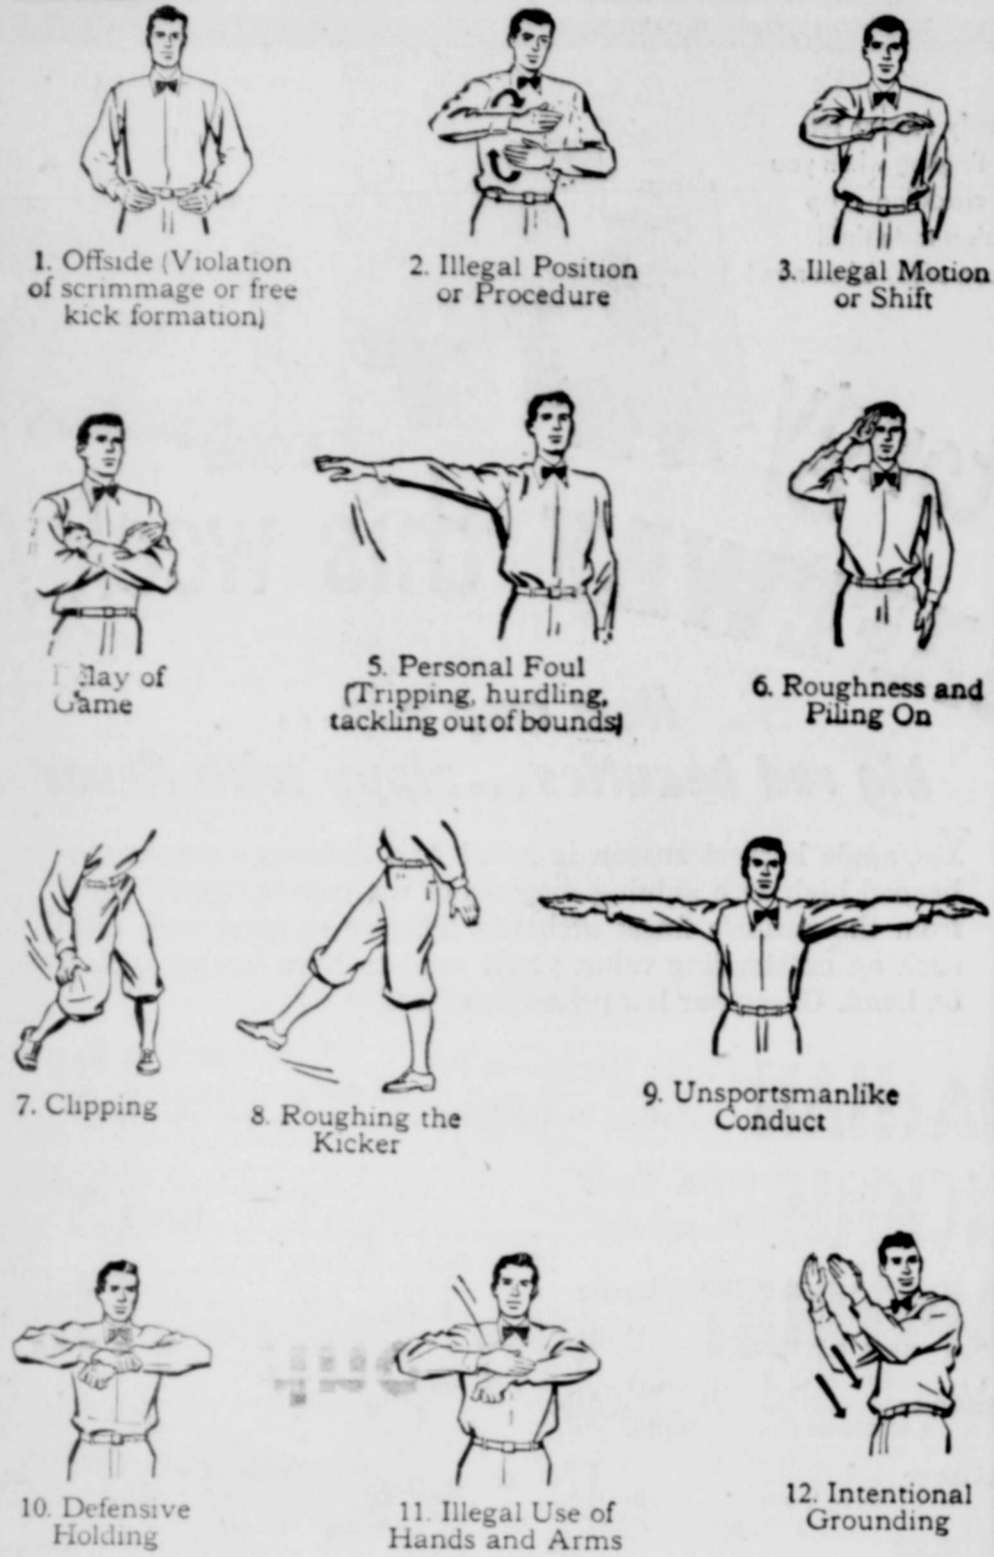 1. Offside (Violation
of scrimmage or free
kick formation)
2. Illegal Position
or Procedure
3. Illegal Motion
or Shift
Delay of
Game
5. Personal Foul
(Tripping, hurdling,
tackling out of bounds)
6. Roughness and
Piling On
7. Clipping
8. Roughing the
Kicker
9. Unsportsmanlike
Conduct
10. Defensive
Holding
11. Illegal Use of
Hands and Arms
12. Intentional
Grounding